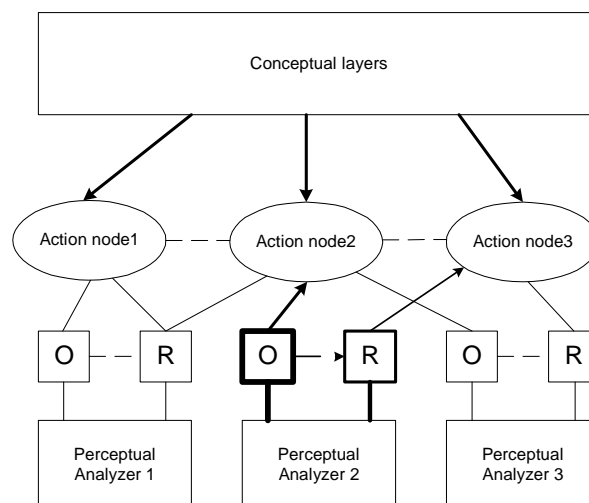 Conceptual layers
Action node1
Action node2
Action node3
O
R
O
R
O
R
Perceptual
Analyzer 1
Perceptual
Analyzer 2
Perceptual
Analyzer 3